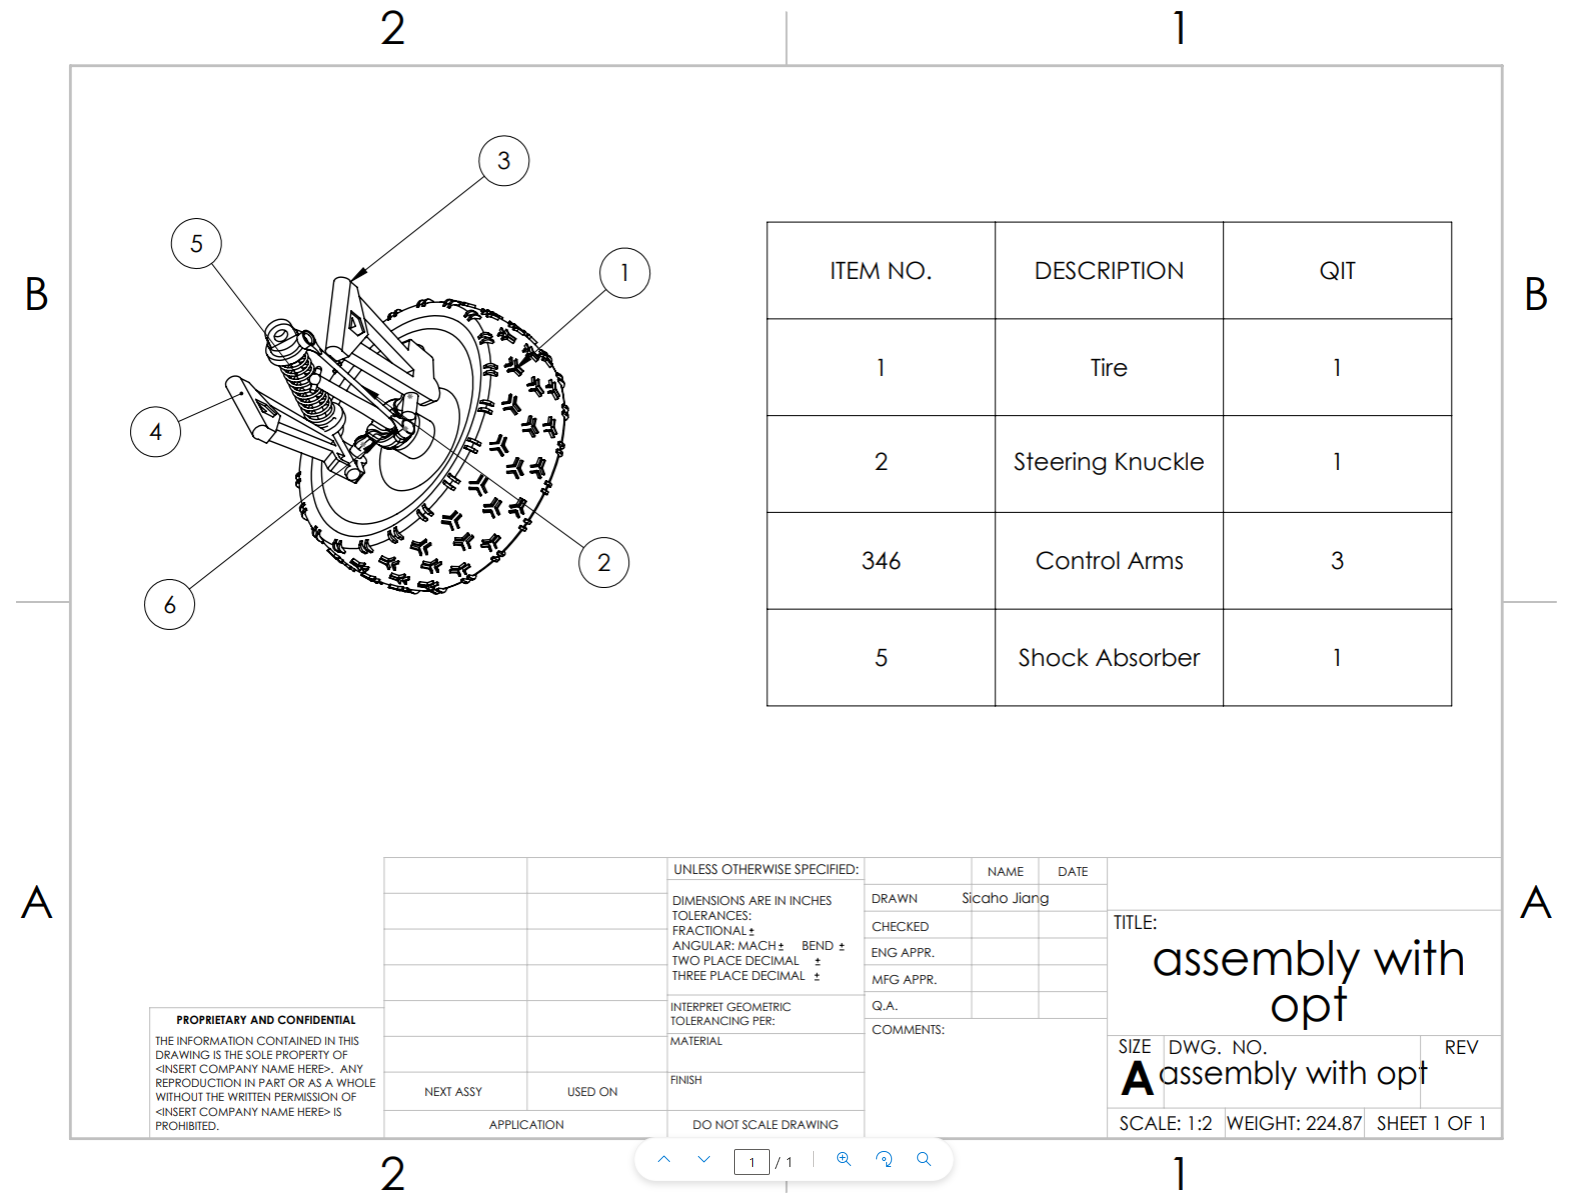 2
1
3
5
1
B
B
4
2
6
ITEM NO. DESCRIPTION QIT
1 Tire 1
2 Steering Knuckle 1
346 Control Arms 3
5 Shock Absorber 1
A
A
UNLESS OTHERWISE SPECIFIED:
DIMENSIONS ARE IN INCHES
TOLERANCES:
FRACTIONAL ±
ANGULAR: MACH ± BEND ±
TWO PLACE DECIMAL ±
THREE PLACE DECIMAL ±
INTERPRET GEOMETRIC
TOLERANCING PER:
MATERIAL
FINISH
DO NOT SCALE DRAWING
NAME DATE
DRAWN Sicaho Jiang
CHECKED
ENG APPR.
MFG APPR.
Q.A.
COMMENTS:
TITLE:
assembly with
opt
SIZE DWG. NO. REV
A assembly with opt
SCALE: 1:2 WEIGHT: 224.87 SHEET 1 OF 1
PROPRIETARY AND CONFIDENTIAL
THE INFORMATION CONTAINED IN THIS
DRAWING IS THE SOLE PROPERTY OF
<INSERT COMPANY NAME HERE>. ANY
REPRODUCTION IN PART OR AS A WHOLE
WITHOUT THE WRITTEN PERMISSION OF
<INSERT COMPANY NAME HERE> IS
PROHIBITED.
NEXT ASSY USED ON
APPLICATION
2
1
1 / 1